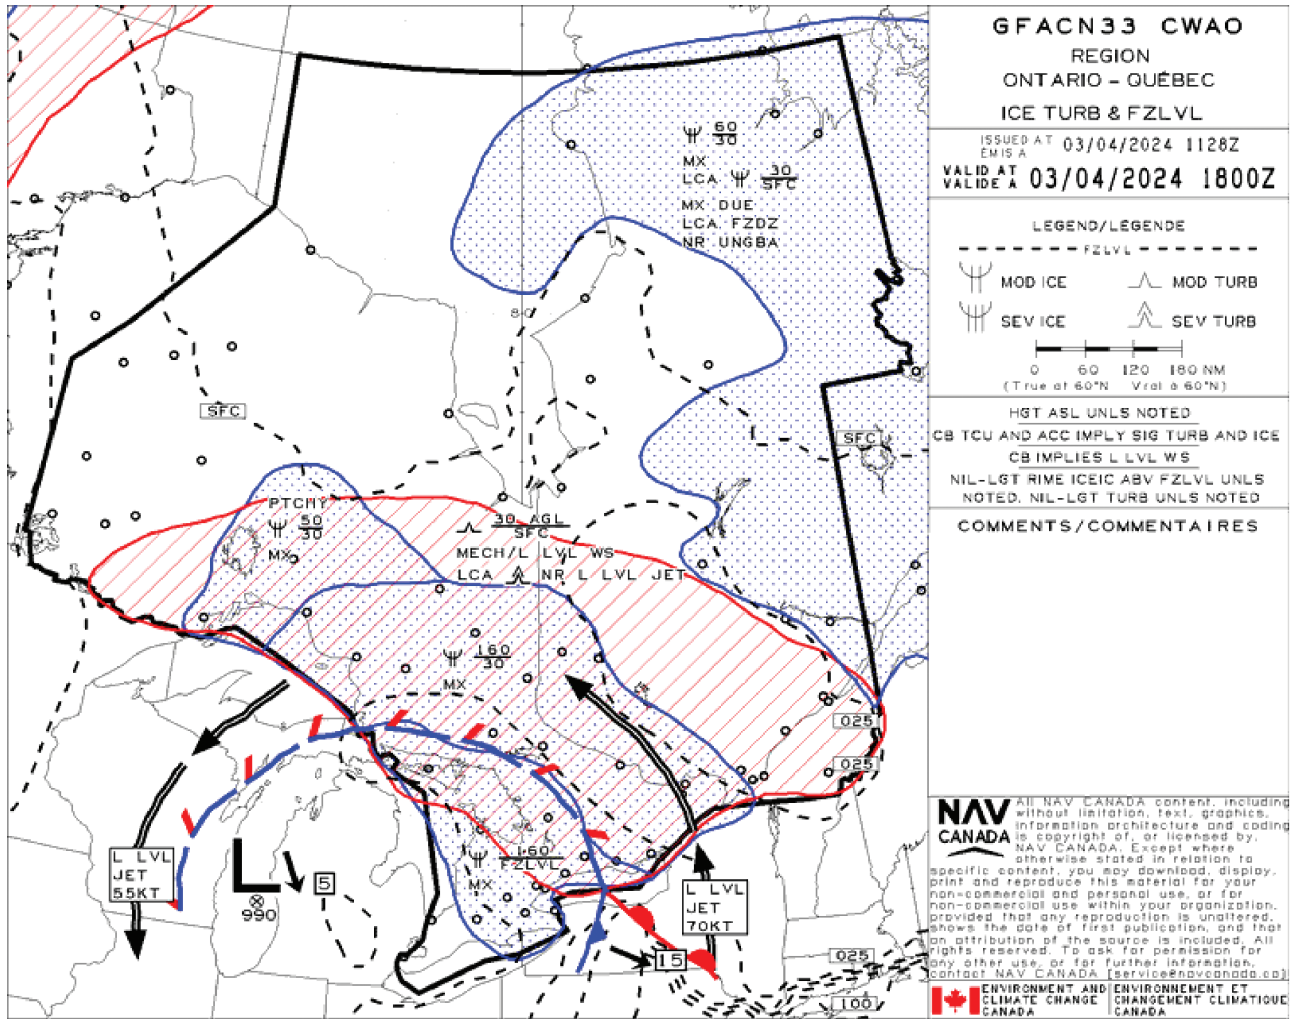 GFACN33 CWAO
REGION
ONTARIO – QUÉBEC
ICE TURB & FZLVL
ISSUED AT 03/04/2024 1128Z
ÉMIS A
VALID AT 03/04/2024 1800Z
VALIDE A
LEGEND/LÉGENDE
FZLVL
MOD ICE
MOD TURB
SEV ICE
SEV TURB
0 60 120 180 NM
(True at 60°N Vrai à 60°N)
HGT ASL UNLS NOTED
CB TCU AND ACC IMPLY SIG TURB AND ICE
CB IMPLIES L LVL WS
NIL-LGT RIME ICEIC ABV FZLVL UNLS
NOTED. NIL-LGT TURB UNLS NOTED
COMMENTS/COMMENTAIRES
60
30
MX
LCA 30
SFC
MX DUE
LCA FZDZ
NR UNGBA
80
SFC
SFC
PTCHY
50
30
MX
30 AGL
SFC
MECH/L LVL WS
LCA NR L LVL JET
160
30
MX
025
025
160
FZLVL
MX
L LVL
JET
55KT
L
990
5
L LVL
JET
70KT
15
025
100
NAV
CANADA
All NAV CANADA content, including
without limitation, text, graphics,
information architecture and coding
is copyright of, or licensed by,
NAV CANADA. Except where
otherwise stated in relation to
specific content, you may download, display,
print and reproduce this material for your
non-commercial and personal use, or for
non-commercial use within your organization,
provided that any reproduction is unaltered,
shows the date of first publication, and that
an attribution of the source is included. All
rights reserved. To ask for permission for
any other use, or for further information,
contact NAV CANADA [service@navcanada.ca]
ENVIRONMENT AND
CLIMATE CHANGE
CANADA
ENVIRONNEMENT ET
CHANGEMENT CLIMATIQUE
CANADA